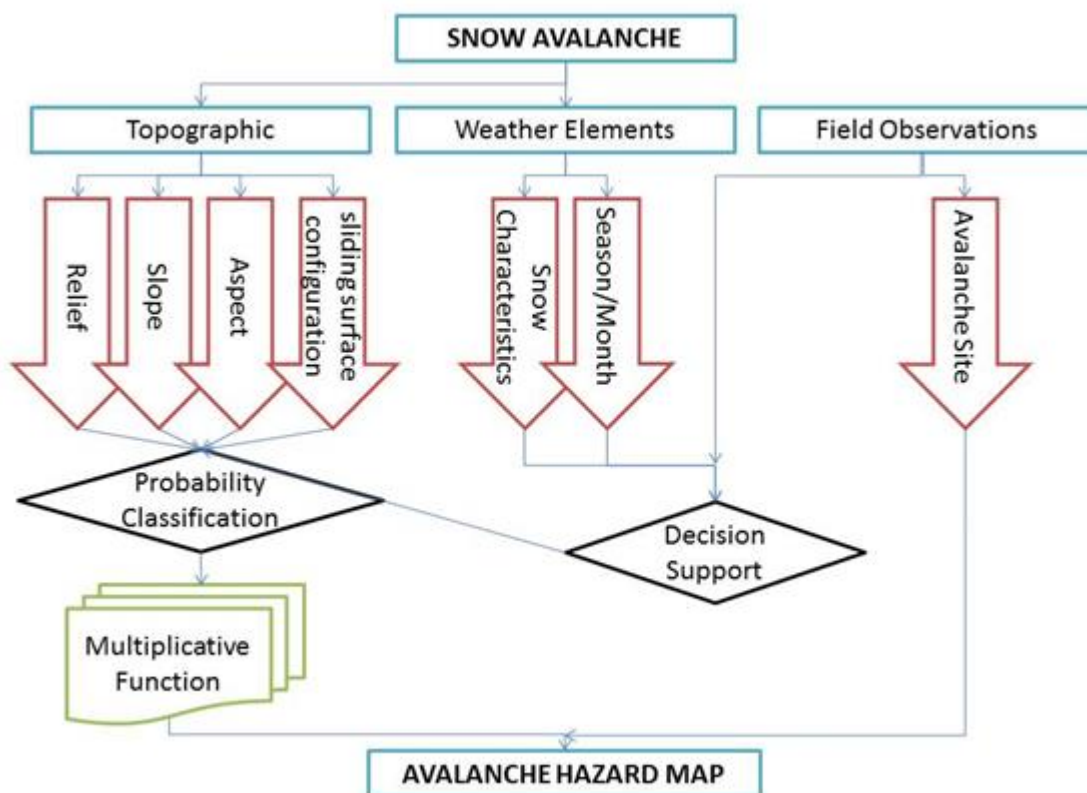 SNOW AVALANCHE
Topographic
Weather Elements
Field Observations
Relief
Slope
Aspect
sliding surface
configuration
Snow
Characteristics
Season/Month
Avalanche Site
Probability
Classification
Decision
Support
Multiplicative
Function
AVALANCHE HAZARD MAP